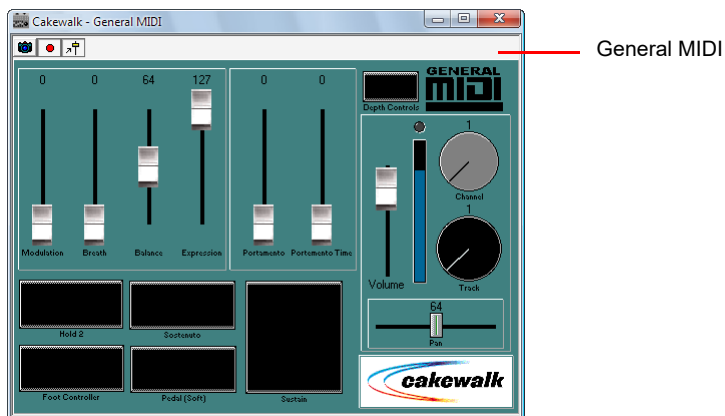 Cakewalk - General MIDI
General MIDI
0 0 64 127 0 0
GENERAL
MIDI
Depth Controls
1
Channel
Modulation Breath Balance Expression Portamento Portemento Time
1
Volume
Track
64
Pan
Hold 2 Sostenuto
Foot Controller Pedal (Soft) Sustain
cakewalk